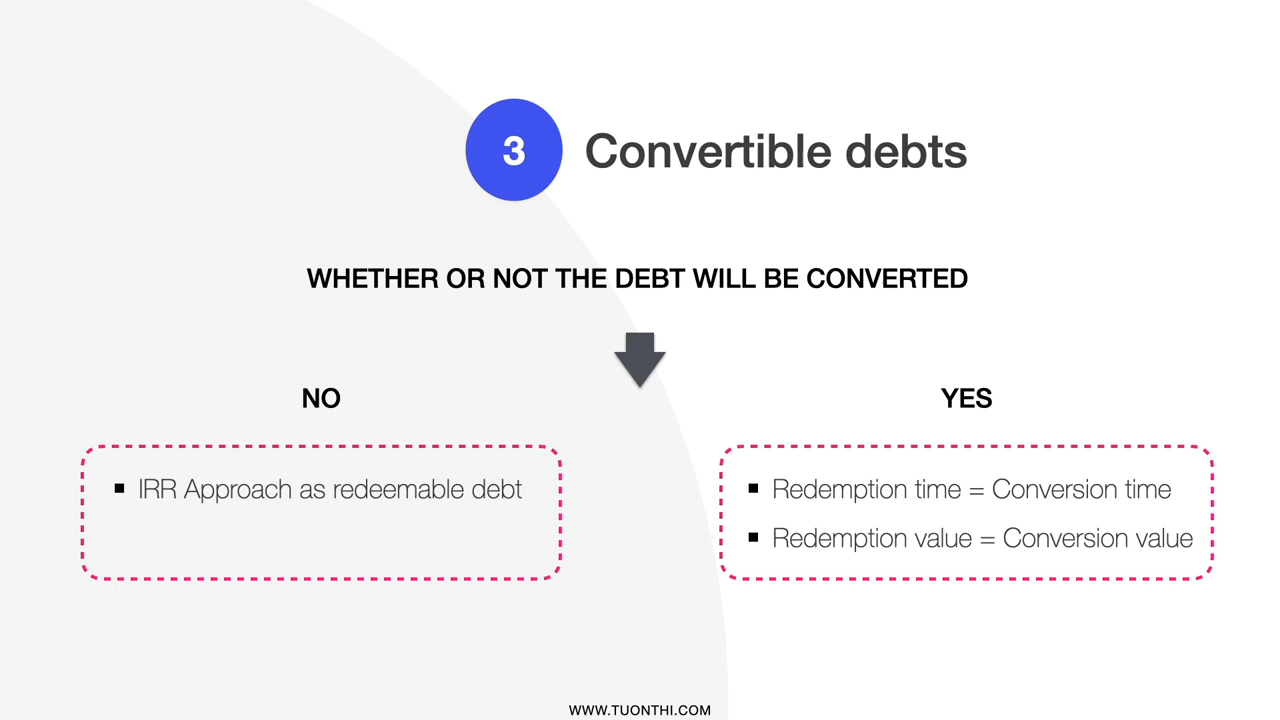 3
Convertible debts
WHETHER OR NOT THE DEBT WILL BE CONVERTED
NO
▪ IRR Approach as redeemable debt
YES
▪ Redemption time = Conversion time
▪ Redemption value = Conversion value
WWW.TUONTHI.COM